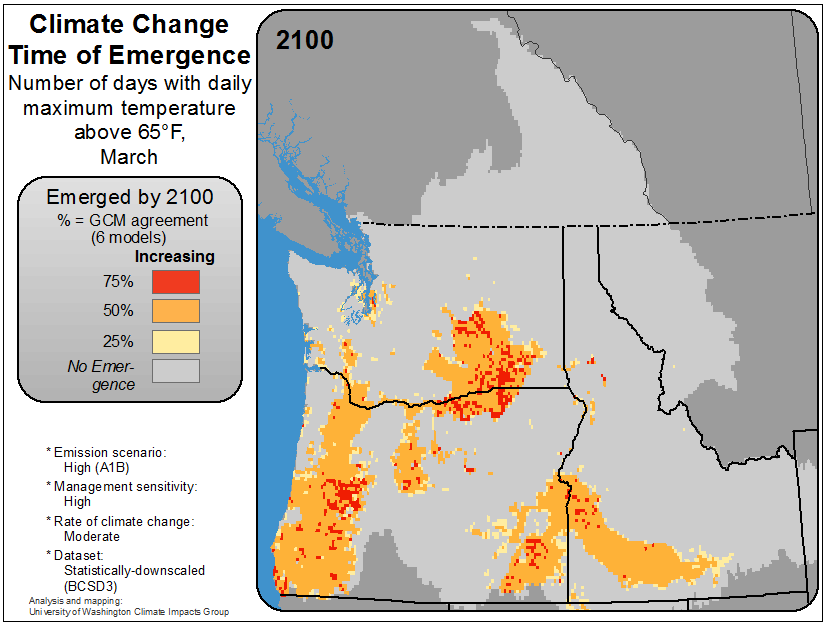 Climate Change
Time of Emergence
Number of days with daily
maximum temperature
above 65°F,
March
2100
Emerged by 2100
% = GCM agreement
(6 models)
Increasing
75%
50%
25%
No Emer-
gence
* Emission scenario:
High (A1B)
* Management sensitivity:
High
* Rate of climate change:
Moderate
* Dataset:
Statistically-downscaled
(BCSD3)
Analysis and mapping:
University of Washington Climate Impacts Group